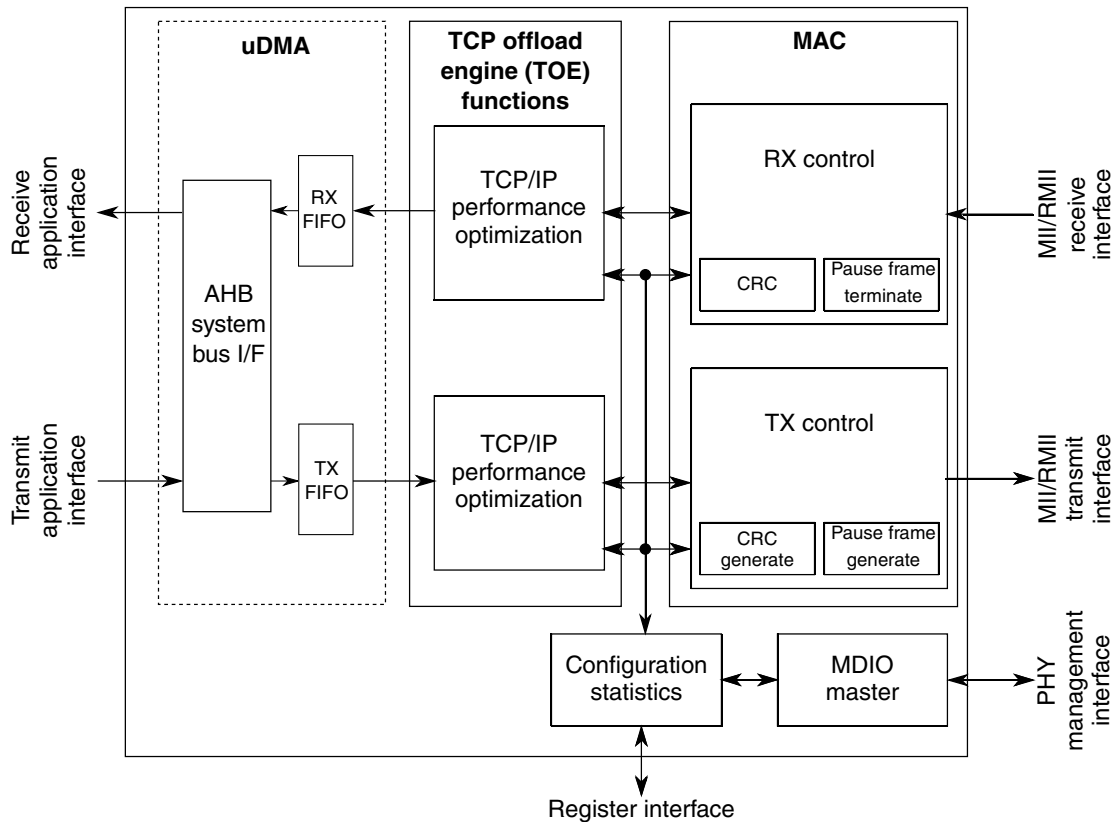 uDMA
TCP offload
engine (TOE)
functions
MAC
Receive
application
interface
RX
FIFO
TCP/IP
performance
optimization
RX control
CRC
Pause frame
terminate
MII/RMII
receive
interface
AHB
system
bus I/F
Transmit
application
interface
TX
FIFO
TCP/IP
performance
optimization
TX control
CRC
generate
Pause frame
generate
MII/RMII
transmit
interface
Configuration
statistics
MDIO
master
PHY
management
interface
Register interface